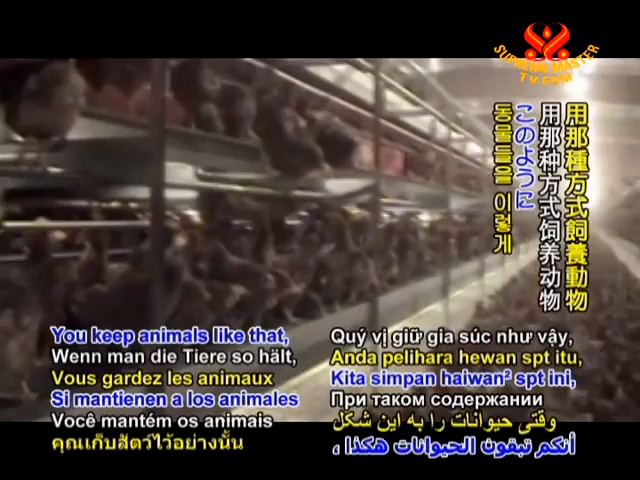 SUPREME MASTER
TV.COM
用那種方式飼養動物
用那种方式饲养动物
このように
동물들을 이렇게
You keep animals like that,
Wenn man die Tiere so hält,
Vous gardez les animaux
Si mantienen a los animales
Você mantém os animais
คุณเก็บสัตว์ไว้อย่างนั้น
Quý vị giữ gia súc như vậy,
Anda pelihara hewan spt itu,
Kita simpan haiwan² spt ini,
При таком содержании
وقتی حیوانات را به این شکل
أنكم تبقون الحيوانات هكذا ،